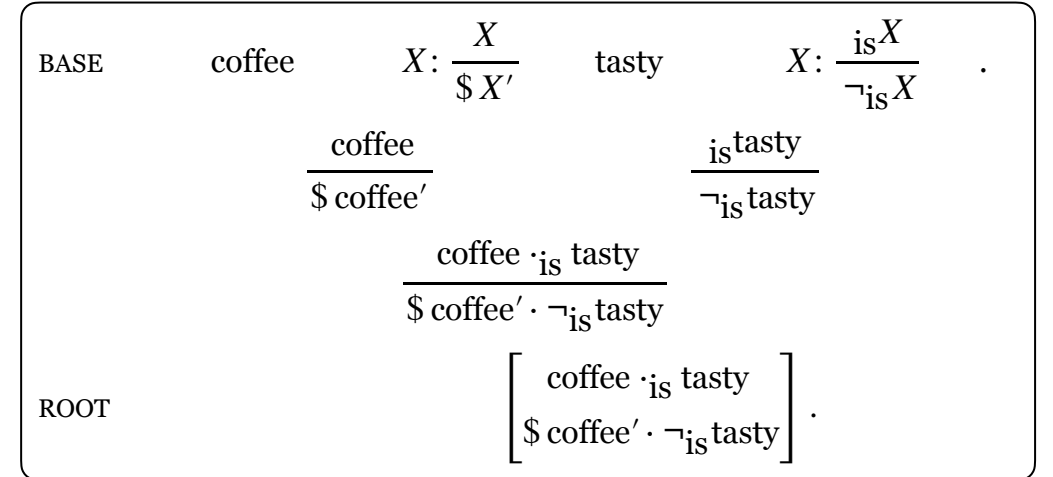 BASE coffee X: X/$ X′ tasty X: isX/¬isX .
coffee/$ coffee′ istasty/¬istasty
coffee ·is tasty/$ coffee′ · ¬istasty
ROOT [coffee ·is tasty
$ coffee′ · ¬istasty] .